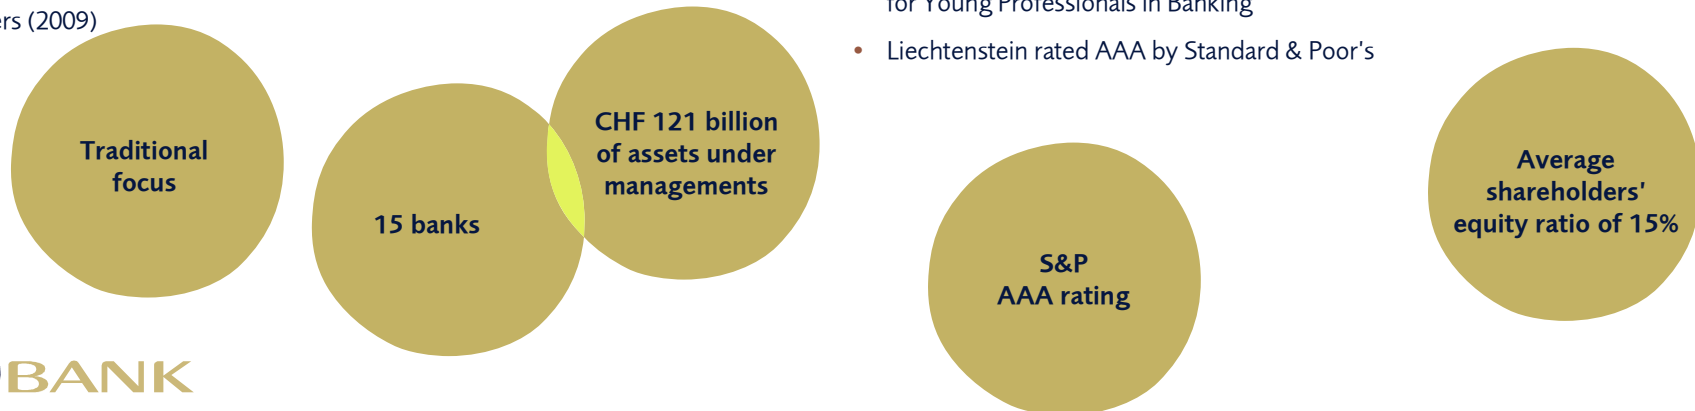 ers (2009)
for Young Professionals in Banking
• Liechtenstein rated AAA by Standard & Poor's
Traditional
focus
15 banks
CHF 121 billion
of assets under
managements
S&P
AAA rating
Average
shareholders'
equity ratio of 15%
BANK